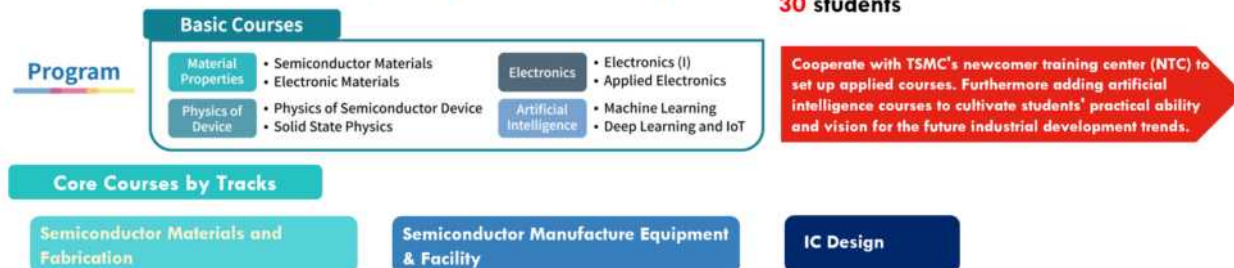 30 students
Basic Courses
Program
Material
Properties
• Semiconductor Materials
• Electronic Materials
Electronics
• Electronics (I)
• Applied Electronics
Physics of
Device
• Physics of Semiconductor Device
• Solid State Physics
Artificial
Intelligence
• Machine Learning
• Deep Learning and IoT
Cooperate with TSMC's newcomer training center (NTC) to
set up applied courses. Furthermore adding artificial
intelligence courses to cultivate students' practical ability
and vision for the future industrial development trends.
Core Courses by Tracks
Semiconductor Materials and
Fabrication
Semiconductor Manufacture Equipment
& Facility
IC Design